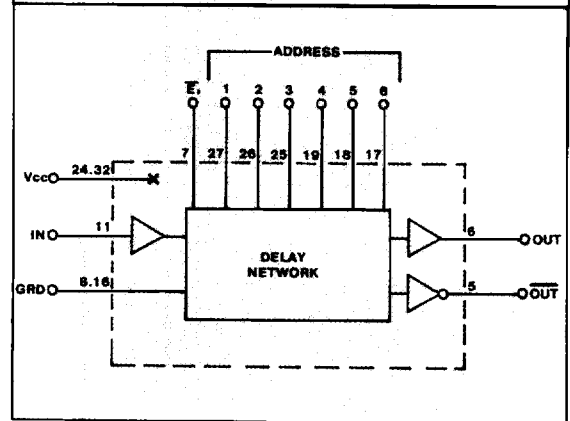 ADDRESS
E, 1 2 3 4 5 6
7 27 26 25 19 18 17
Vcc 24.32
IN 11
DELAY
NETWORK
6 OUT
GRD 8.16
5 OUT